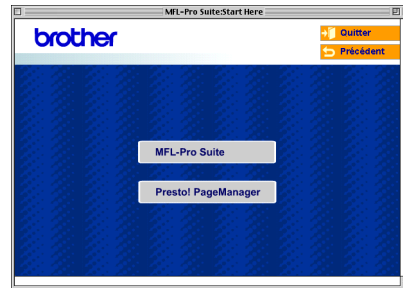 MFL-Pro Suite:Start Here
brother
Quitter
Précédent
MFL-Pro Suite
Presto! PageManager